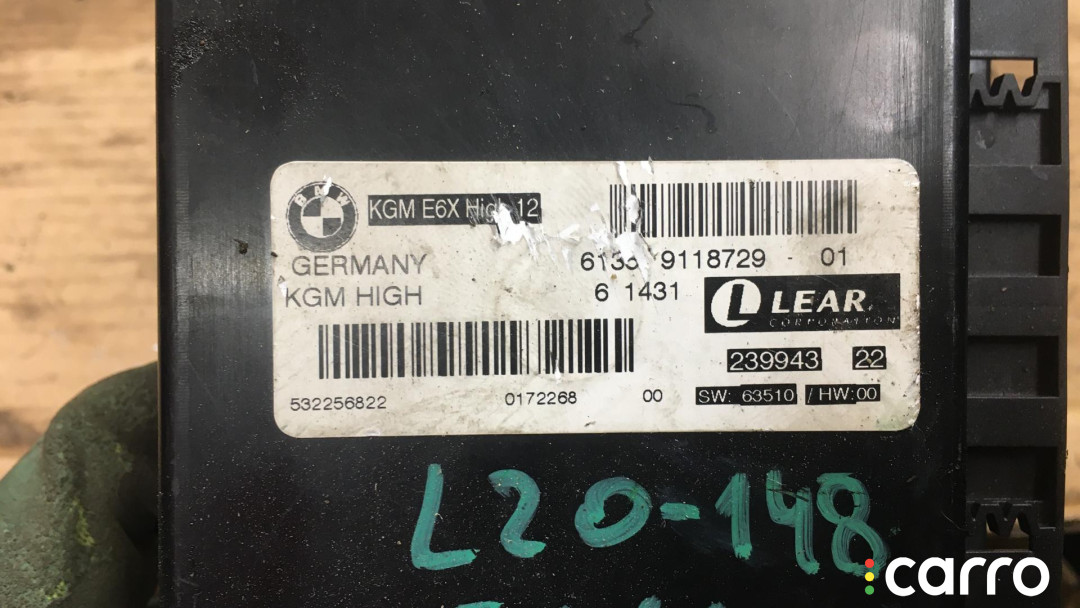 BMW
KGM E6X High 12
GERMANY
KGM HIGH
9118729 - 01
6 1431
LEAR
CORPORATION
239943 22
532256822 0172268 00
SW: 63510 / HW:00
L20-148
carro